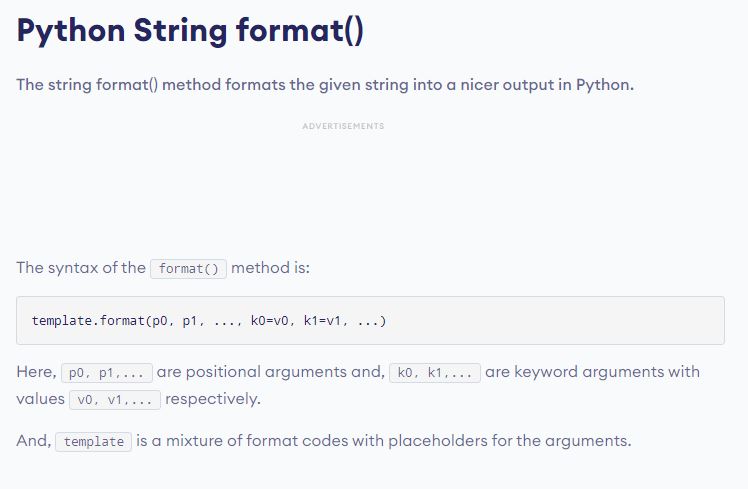 Python String format()
The string format() method formats the given string into a nicer output in Python.
ADVERTISEMENTS
The syntax of the format() method is:
template.format(p0, p1, ..., k0=v0, k1=v1, ...)
Here, p0, p1,... are positional arguments and, k0, k1,... are keyword arguments with
values v0, v1,... respectively.
And, template is a mixture of format codes with placeholders for the arguments.